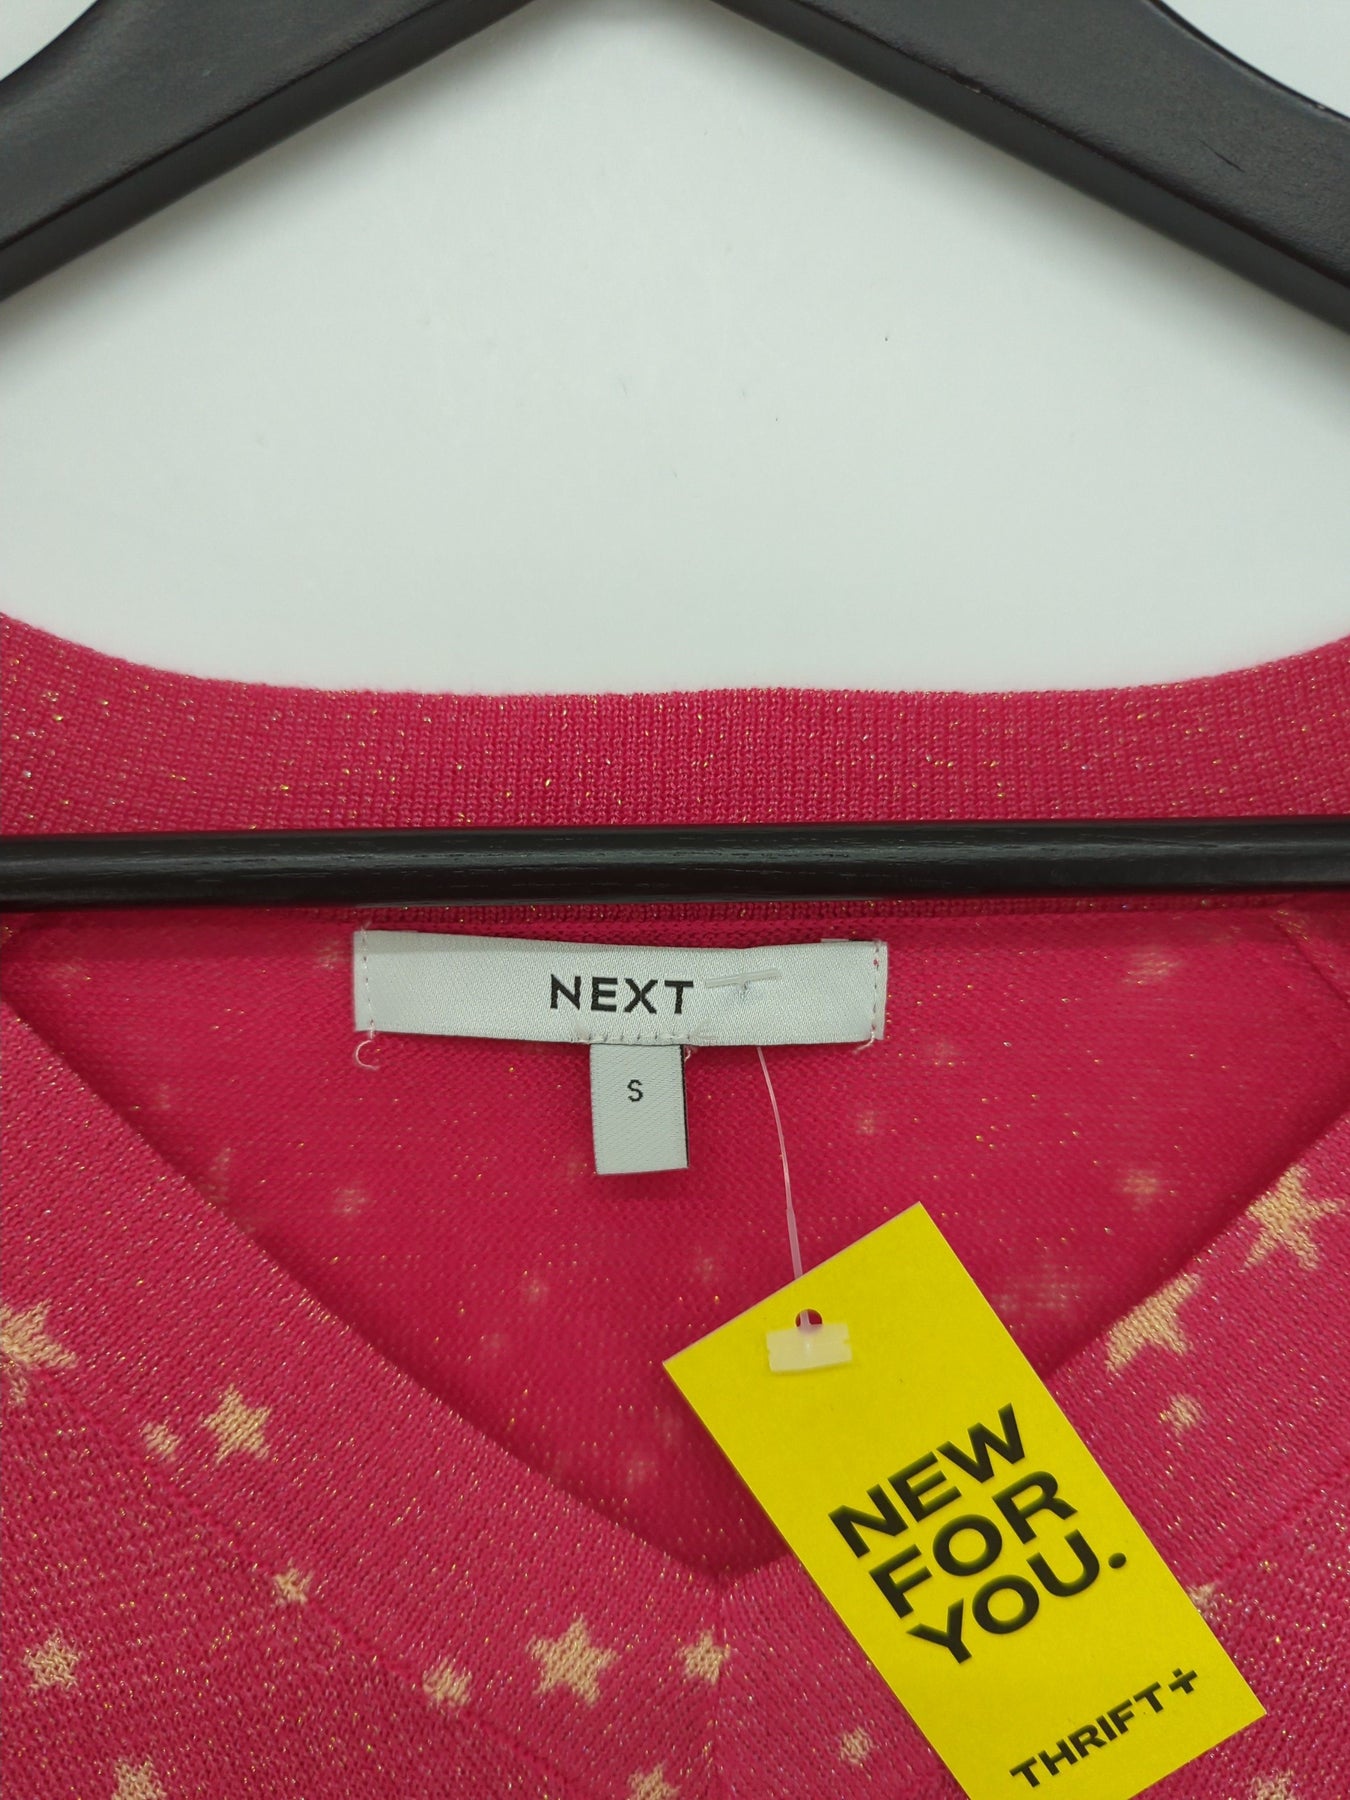 NEXT
S
NEW
FOR
YOU.
THRIFT+